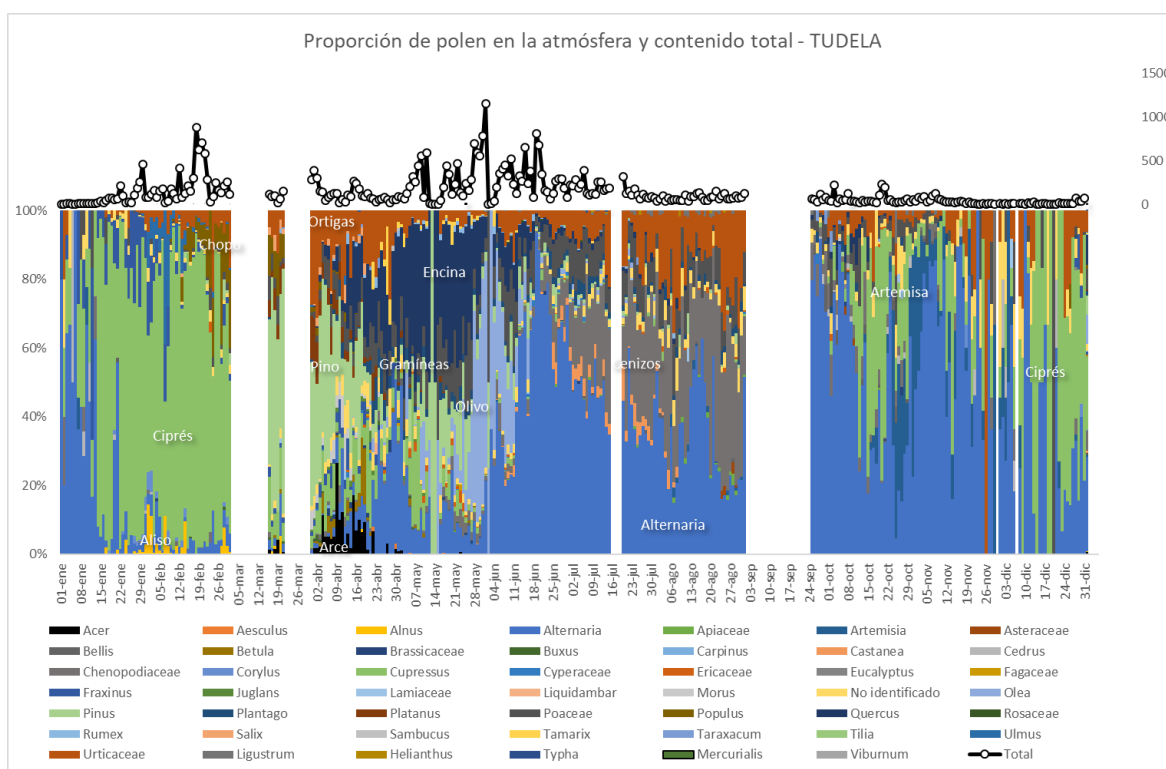 Proporción de polen en la atmósfera y contenido total - TUDELA
1500
1000
500
0
100%
80%
60%
40%
20%
0%
Ortigas
Chopo
Encina
Artemisa
Pino
Gramíneas
cenizos
Ciprés
Olivo
Ciprés
Aliso
Arce
Alternaria
01-ene
08-ene
15-ene
22-ene
29-ene
05-feb
12-feb
19-feb
26-feb
05-mar
12-mar
19-mar
26-mar
02-abr
09-abr
16-abr
23-abr
30-abr
07-may
14-may
21-may
28-may
04-jun
11-jun
18-jun
25-jun
02-jul
09-jul
16-jul
23-jul
30-jul
06-ago
13-ago
20-ago
27-ago
03-sep
10-sep
17-sep
24-sep
01-oct
08-oct
15-oct
22-oct
29-oct
05-nov
12-nov
19-nov
26-nov
03-dic
10-dic
17-dic
24-dic
31-dic
Acer Aesculus Alnus Alternaria Apiaceae Artemisia Asteraceae
Bellis Betula Brassicaceae Buxus Carpinus Castanea Cedrus
Chenopodiaceae Corylus Cupressus Cyperaceae Ericaceae Eucalyptus Fagaceae
Fraxinus Juglans Lamiaceae Liquidambar Morus No identificado Olea
Pinus Plantago Platanus Poaceae Populus Quercus Rosaceae
Rumex Salix Sambucus Tamarix Taraxacum Tilia Ulmus
Urticaceae Ligustrum Helianthus Typha Mercurialis Viburnum Total